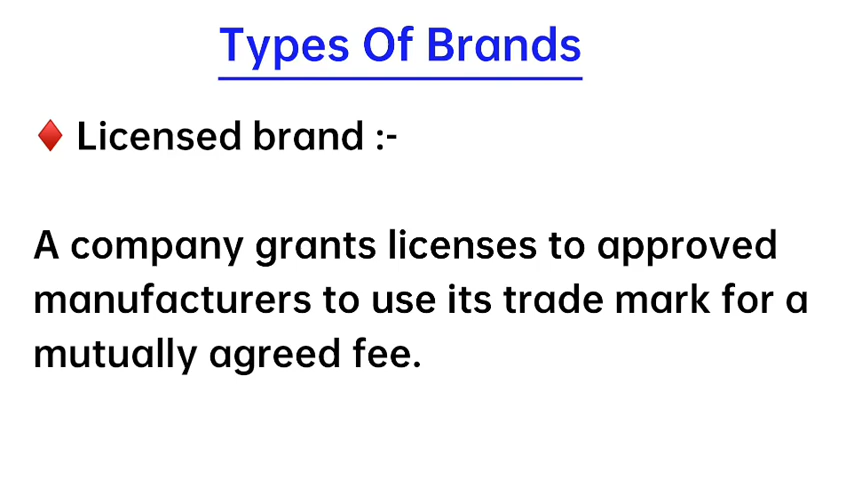 Types Of Brands
Licensed brand :-
A company grants licenses to approved
manufacturers to use its trade mark for a
mutually agreed fee.